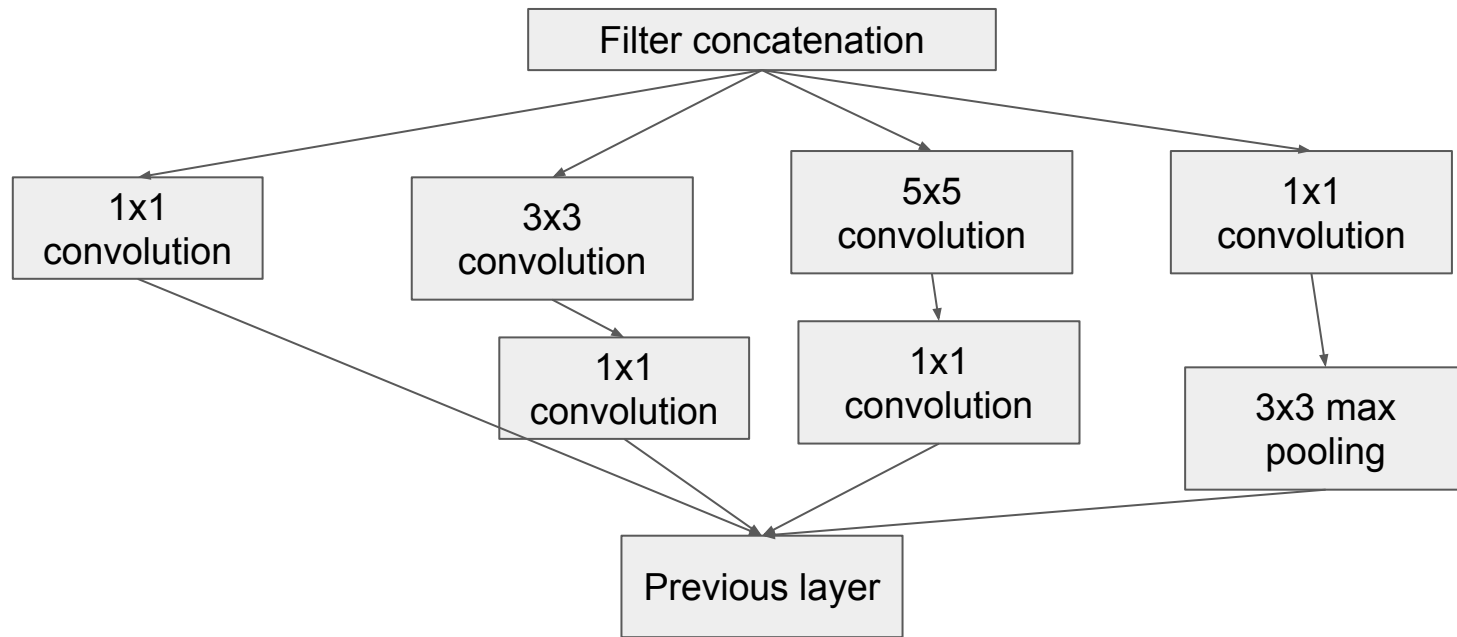 Filter concatenation
1x1
convolution
3x3
convolution
5x5
convolution
1x1
convolution
1x1
convolution
1x1
convolution
3x3 max
pooling
Previous layer